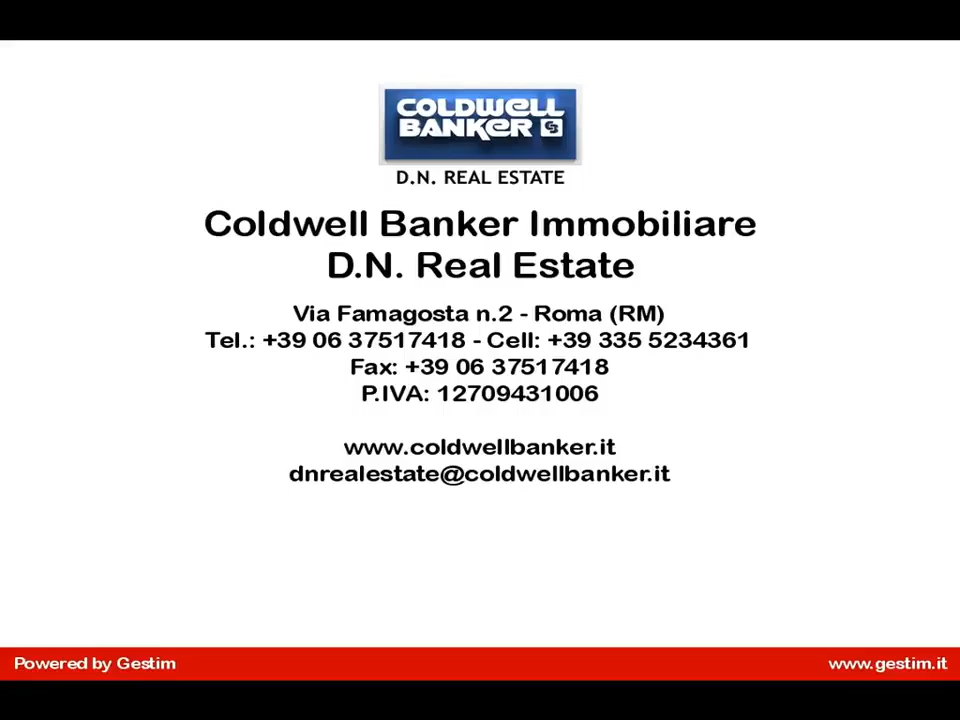 COLDWELL
BANKER CB
D.N. REAL ESTATE
Coldwell Banker Immobiliare
D.N. Real Estate
Via Famagosta n.2 - Roma (RM)
Tel.: +39 06 37517418 - Cell: +39 335 5234361
Fax: +39 06 37517418
P.IVA: 12709431006
www.coldwellbanker.it
dnrealestate@coldwellbanker.it
Powered by Gestim
www.gestim.it